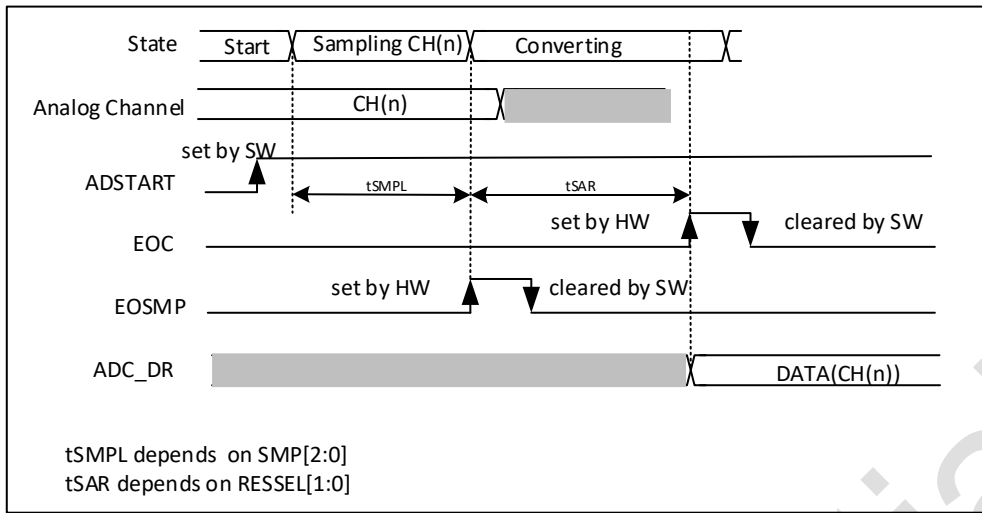 State Start Sampling CH(n) Converting
Analog Channel CH(n)
set by SW
ADSTART
tSMPL tSAR
set by HW cleared by SW
EOC
set by HW cleared by SW
EOSMP
ADC_DR DATA(CH(n))
tSMPL depends on SMP[2:0]
tSAR depends on RESSEL[1:0]